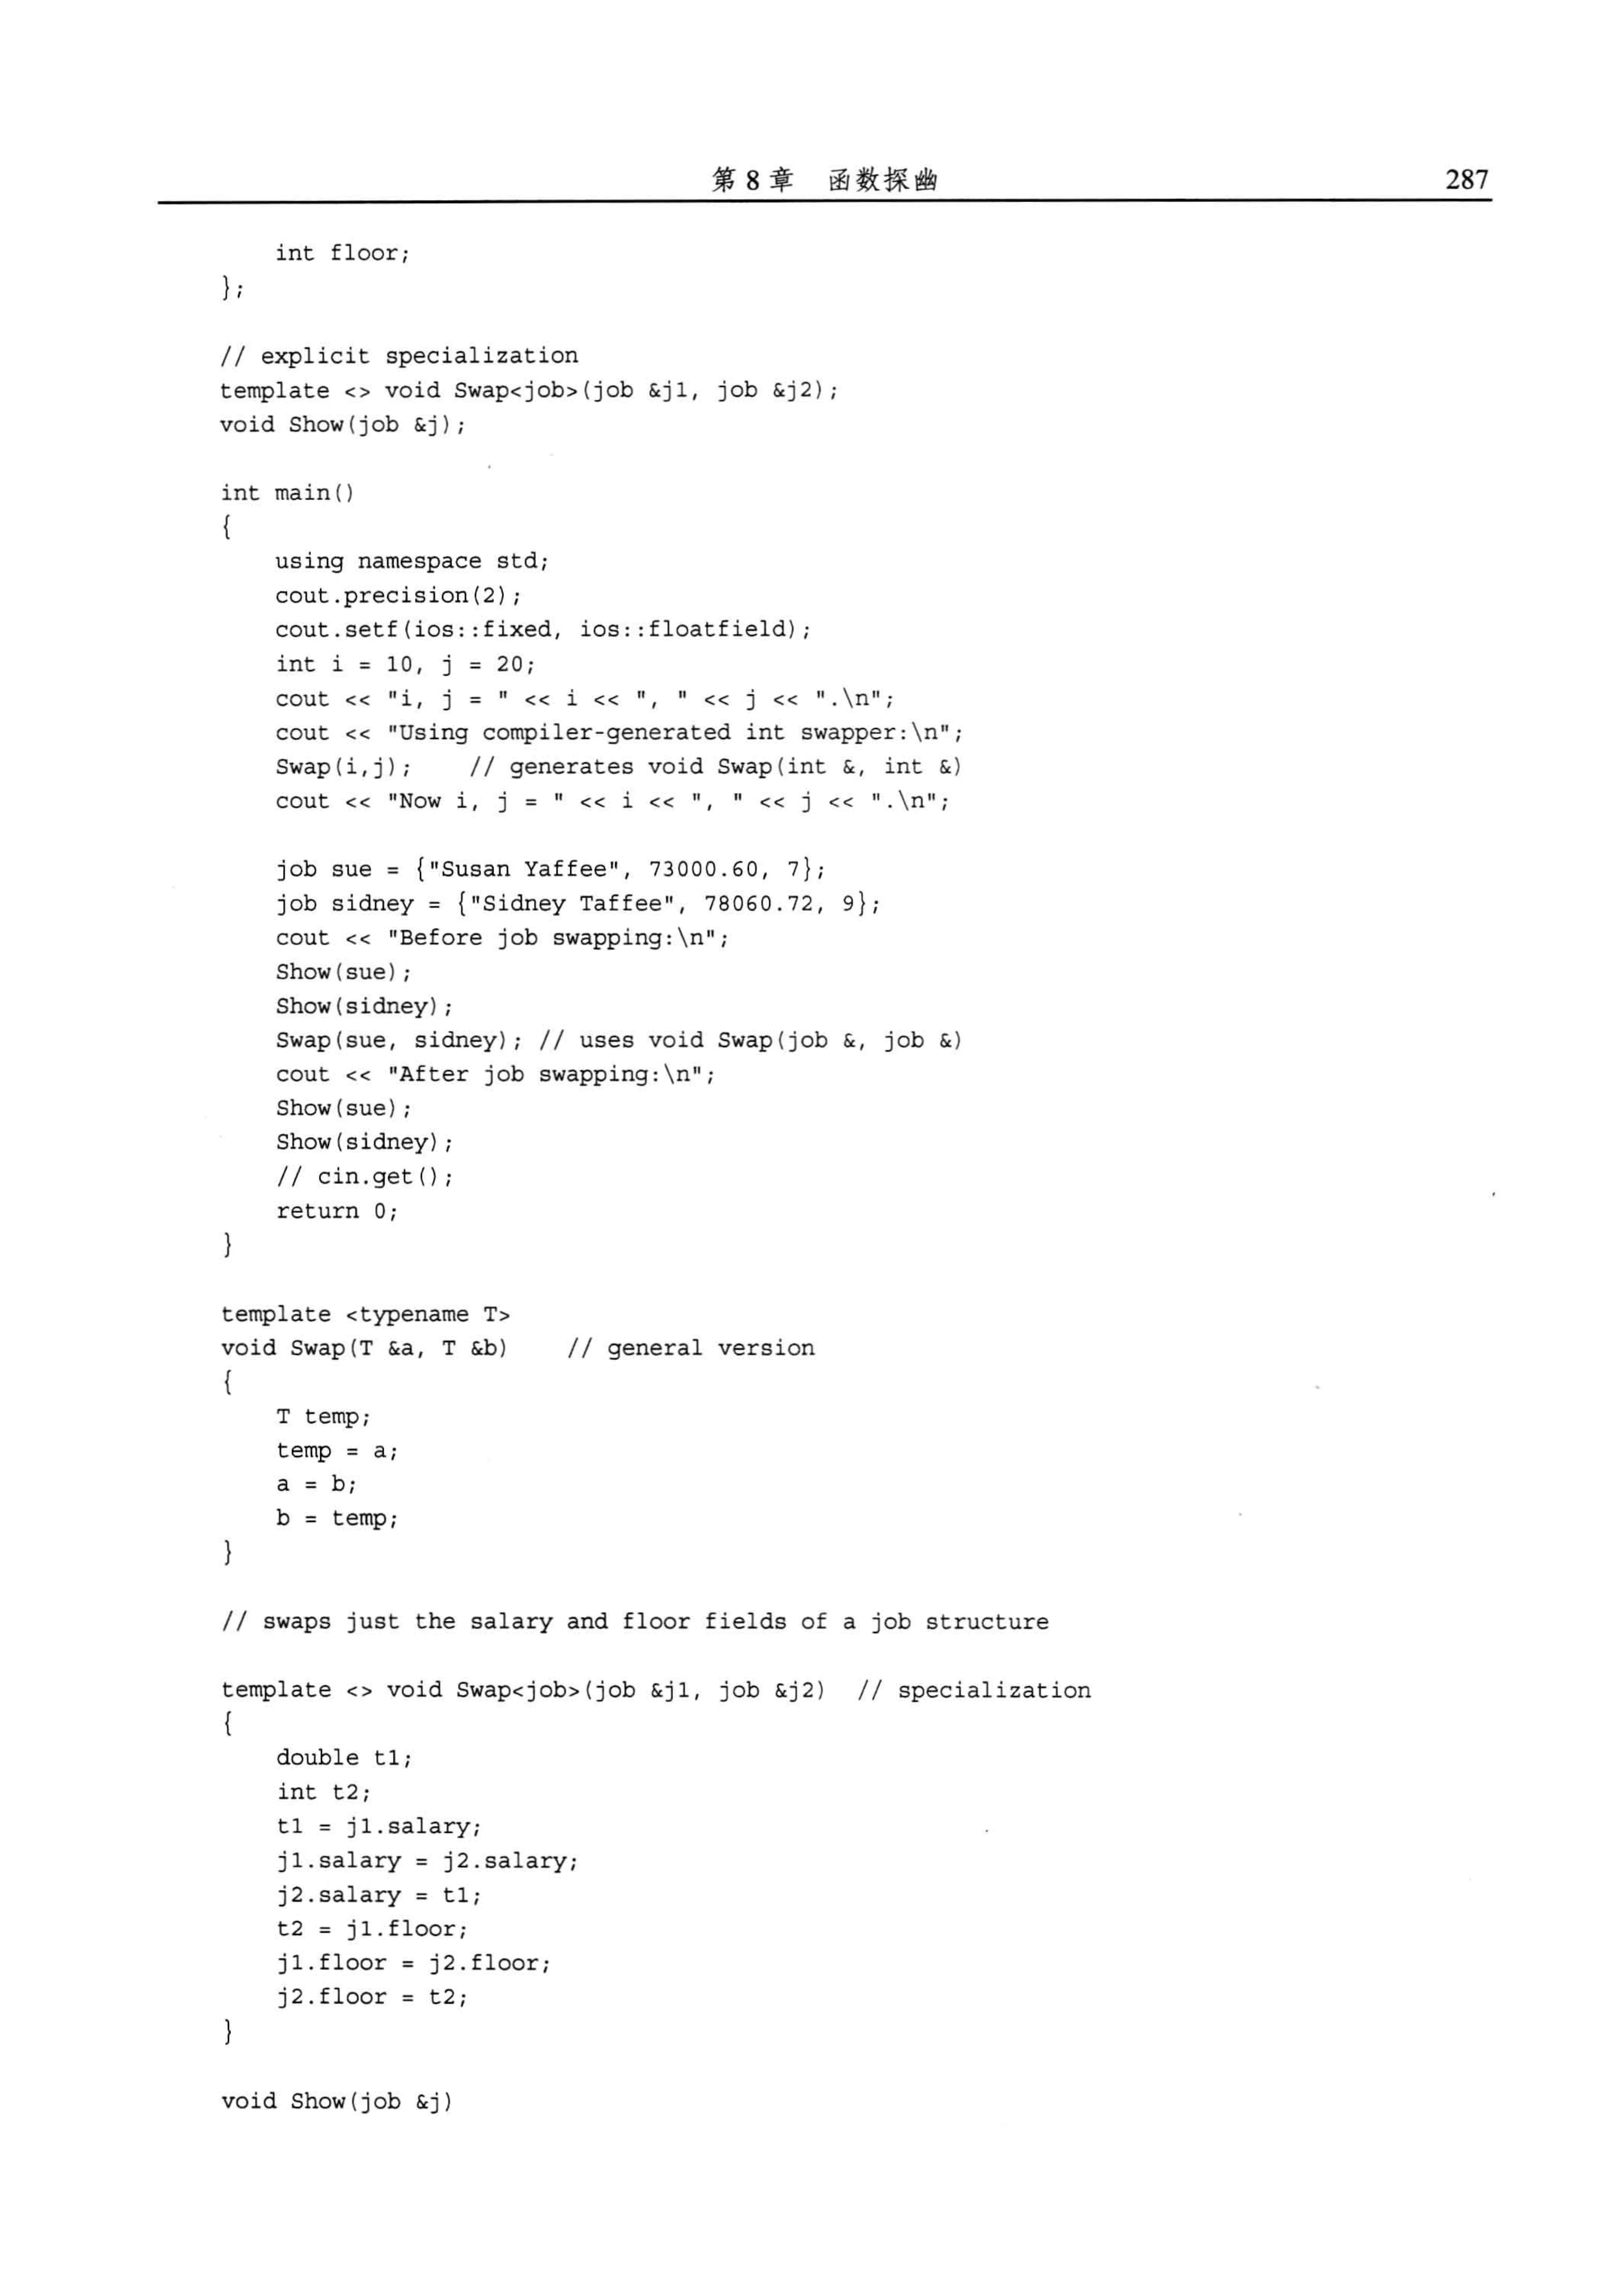 第 8 章 函数探幽 287
    int floor;
};

// explicit specialization
template <> void Swap<job>(job &j1, job &j2);
void Show(job &j);

int main()
{
    using namespace std;
    cout.precision(2);
    cout.setf(ios::fixed, ios::floatfield);
    int i = 10, j = 20;
    cout << "i, j = " << i << ", " << j << ".\n";
    cout << "Using compiler-generated int swapper:\n";
    Swap(i,j);    // generates void Swap(int &, int &)
    cout << "Now i, j = " << i << ", " << j << ".\n";

    job sue = {"Susan Yaffee", 73000.60, 7};
    job sidney = {"Sidney Taffee", 78060.72, 9};
    cout << "Before job swapping:\n";
    Show(sue);
    Show(sidney);
    Swap(sue, sidney); // uses void Swap(job &, job &)
    cout << "After job swapping:\n";
    Show(sue);
    Show(sidney);
    // cin.get();
    return 0;
}

template <typename T>
void Swap(T &a, T &b)    // general version
{
    T temp;
    temp = a;
    a = b;
    b = temp;
}

// swaps just the salary and floor fields of a job structure

template <> void Swap<job>(job &j1, job &j2)  // specialization
{
    double t1;
    int t2;
    t1 = j1.salary;
    j1.salary = j2.salary;
    j2.salary = t1;
    t2 = j1.floor;
    j1.floor = j2.floor;
    j2.floor = t2;
}

void Show(job &j)